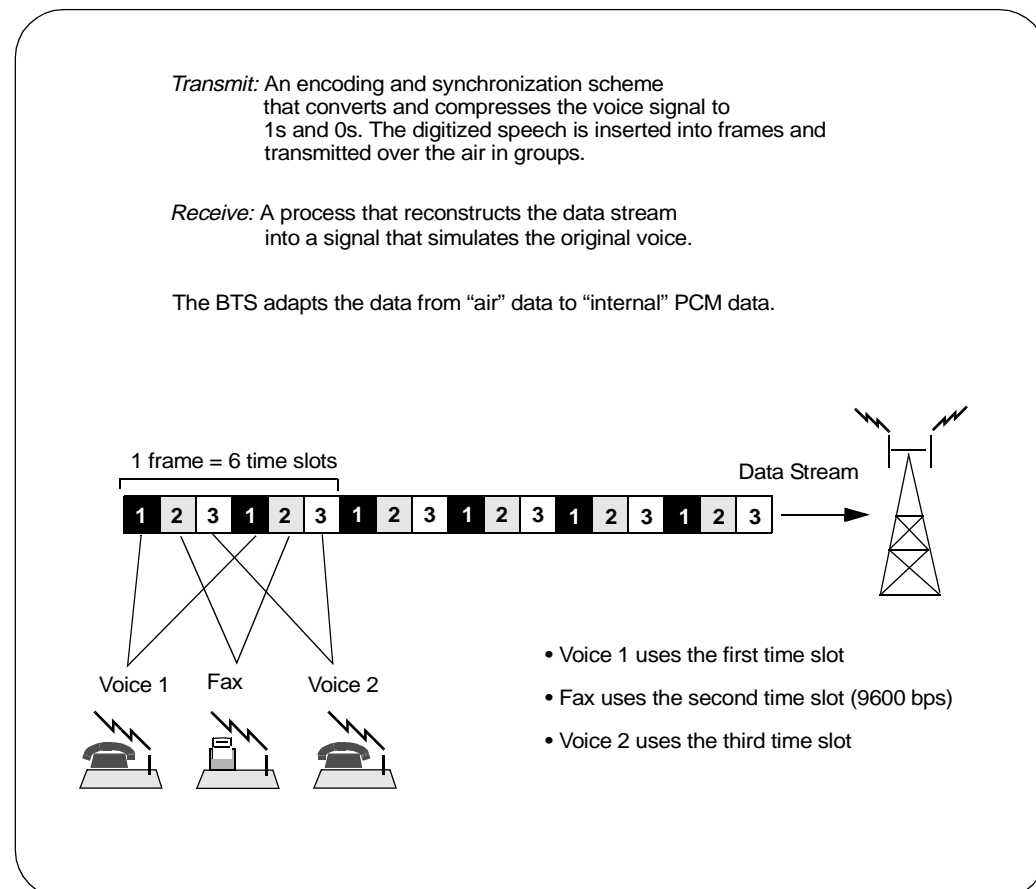 Transmit: An encoding and synchronization scheme
that converts and compresses the voice signal to
1s and 0s. The digitized speech is inserted into frames and
transmitted over the air in groups.
Receive: A process that reconstructs the data stream
into a signal that simulates the original voice.
The BTS adapts the data from “air” data to “internal” PCM data.
1 frame = 6 time slots
Data Stream
1 2 3 1 2 3 1 2 3 1 2 3 1 2 3 1 2 3
Voice 1 Fax Voice 2
• Voice 1 uses the first time slot
• Fax uses the second time slot (9600 bps)
• Voice 2 uses the third time slot